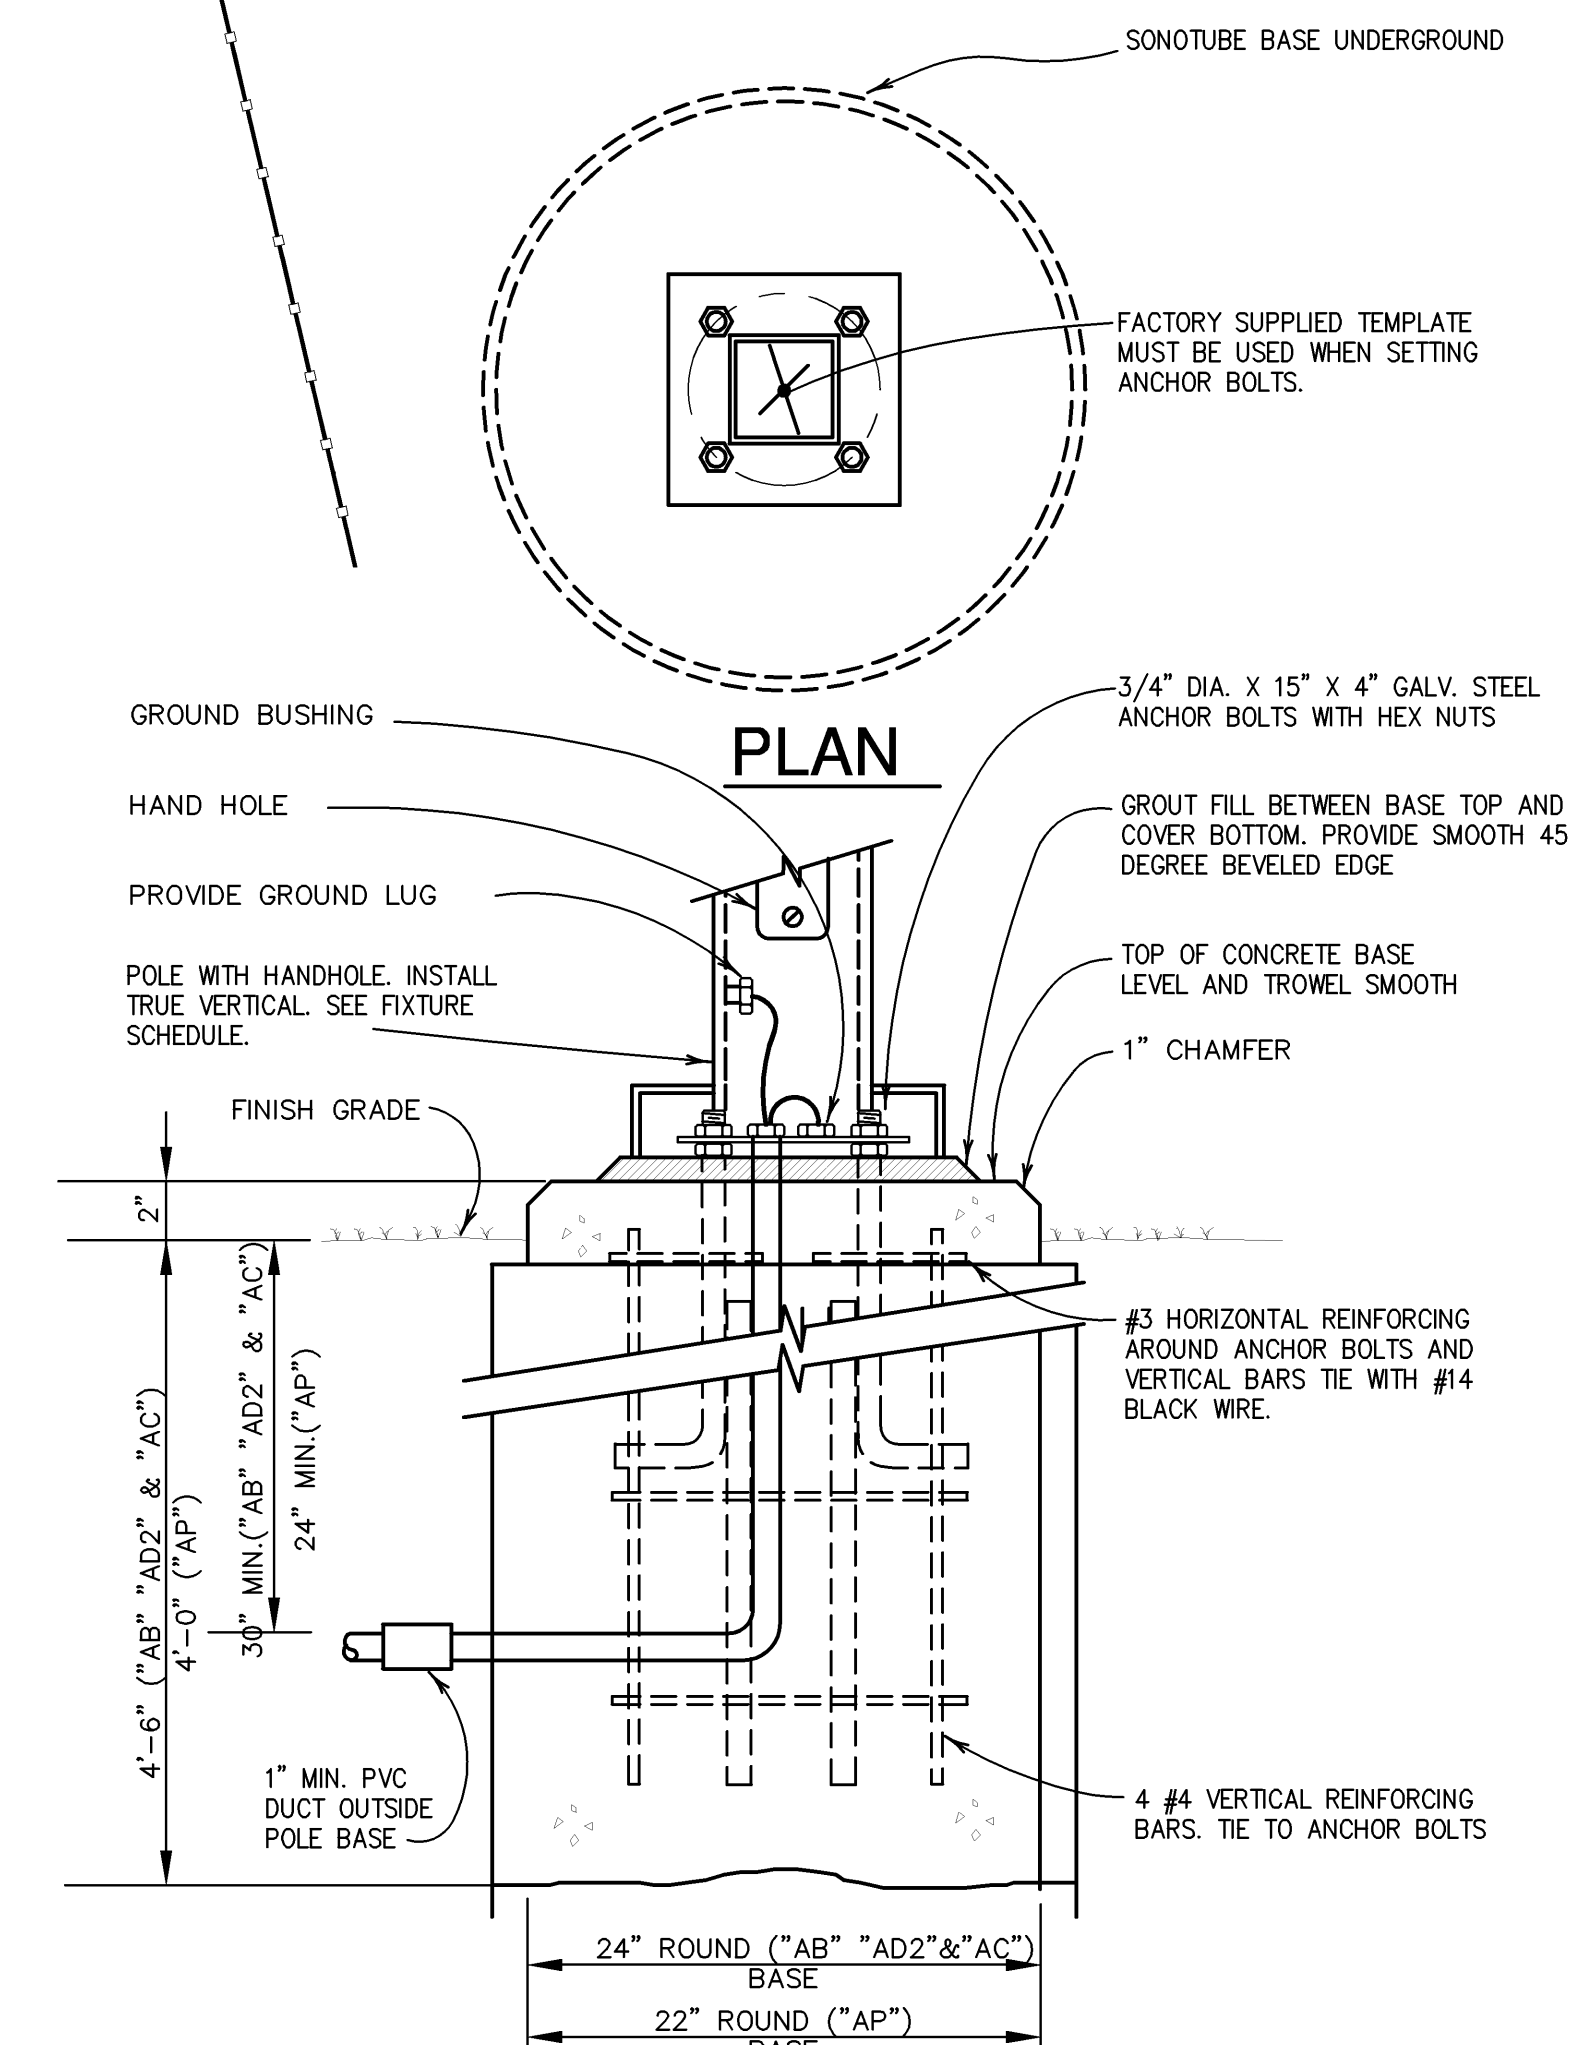 SONOTUBE BASE UNDERGROUND
FACTORY SUPPLIED TEMPLATE
MUST BE USED WHEN SETTING
ANCHOR BOLTS.
3/4” DIA. X 15” X 4” GALV. STEEL
ANCHOR BOLTS WITH HEX NUTS
GROUND BUSHING
PLAN
HAND HOLE
GROUT FILL BETWEEN BASE TOP AND
COVER BOTTOM. PROVIDE SMOOTH 45
DEGREE BEVELED EDGE
PROVIDE GROUND LUG
POLE WITH HANDHOLE. INSTALL
TRUE VERTICAL. SEE FIXTURE
SCHEDULE.
TOP OF CONCRETE BASE
LEVEL AND TROWEL SMOOTH
1” CHAMFER
FINISH GRADE
2”
4’-6” (”AB” ”AD2” & ”AC”)
4’-0” (”AP”)
30” MIN.(”AB” ”AD2” & ”AC”)
24” MIN.(”AP”)
#3 HORIZONTAL REINFORCING
AROUND ANCHOR BOLTS AND
VERTICAL BARS TIE WITH #14
BLACK WIRE.
1” MIN. PVC
DUCT OUTSIDE
POLE BASE
4 #4 VERTICAL REINFORCING
BARS. TIE TO ANCHOR BOLTS
24” ROUND (”AB” ”AD2”&”AC”)
BASE
22” ROUND (”AP”)
BASE